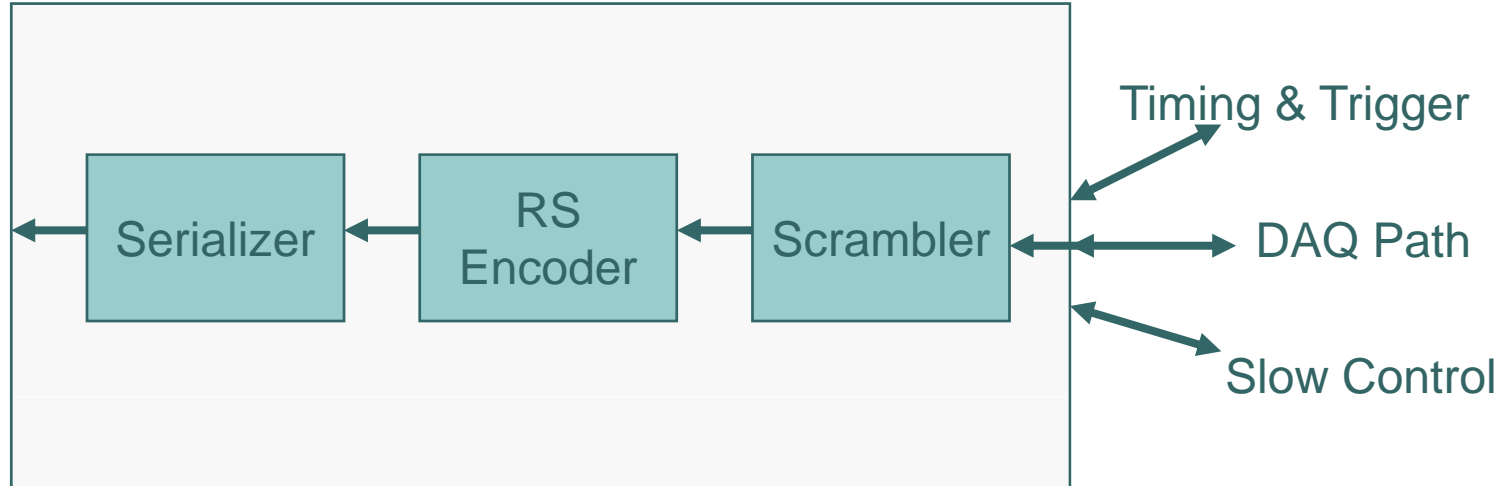 Timing & Trigger
Serializer
RS
Encoder
Scrambler
DAQ Path
Slow Control